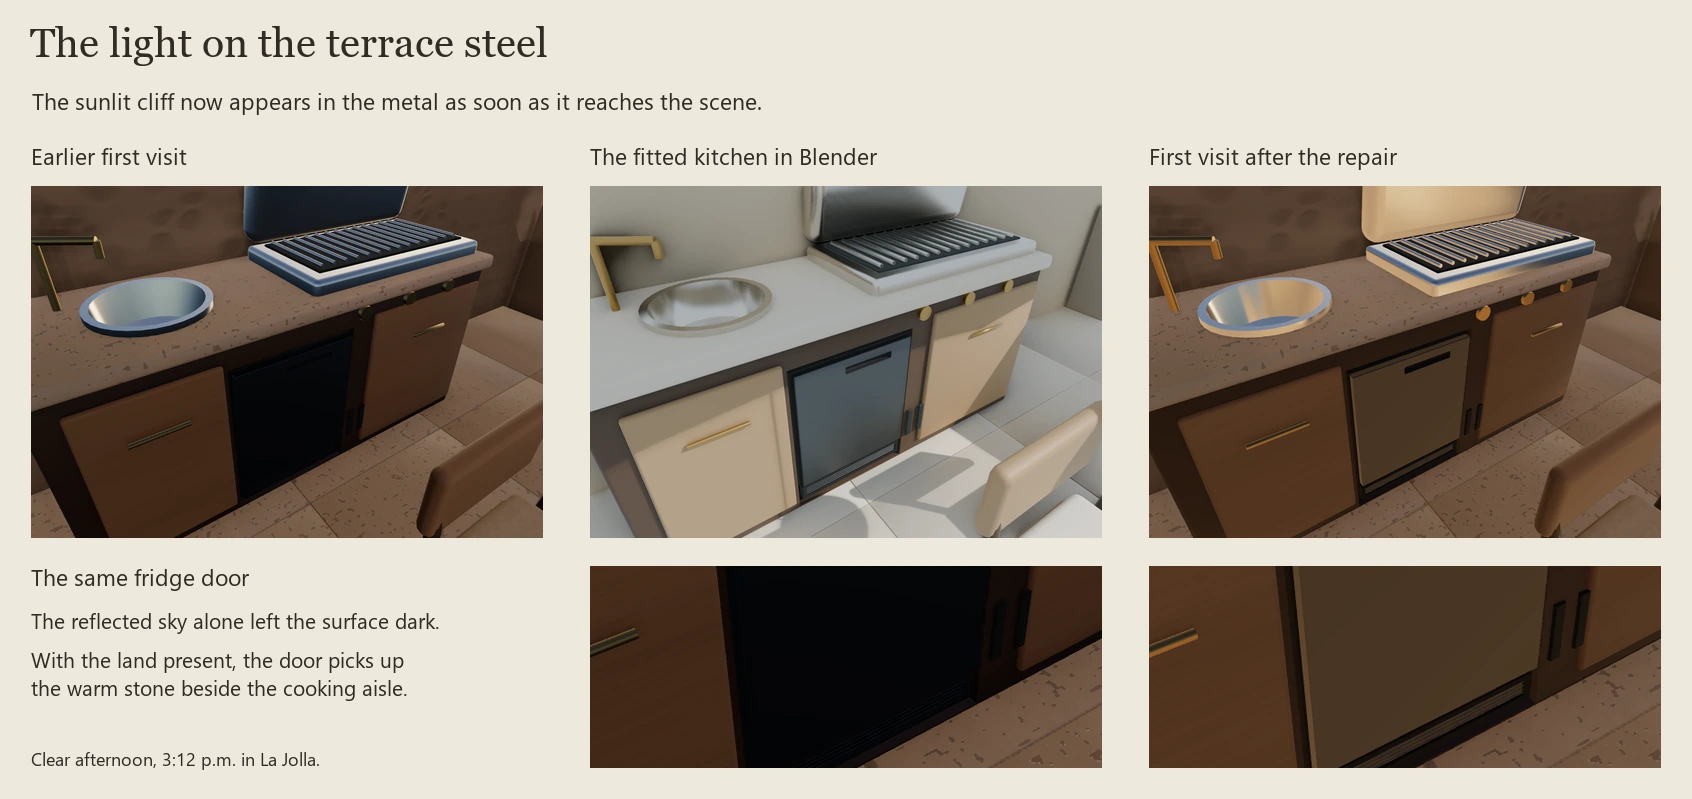 The light on the terrace steel
The sunlit cliff now appears in the metal as soon as it reaches the scene.
Earlier first visit
The fitted kitchen in Blender
First visit after the repair
The same fridge door
The reflected sky alone left the surface dark.
With the land present, the door picks up
the warm stone beside the cooking aisle.
Clear afternoon, 3:12 p.m. in La Jolla.